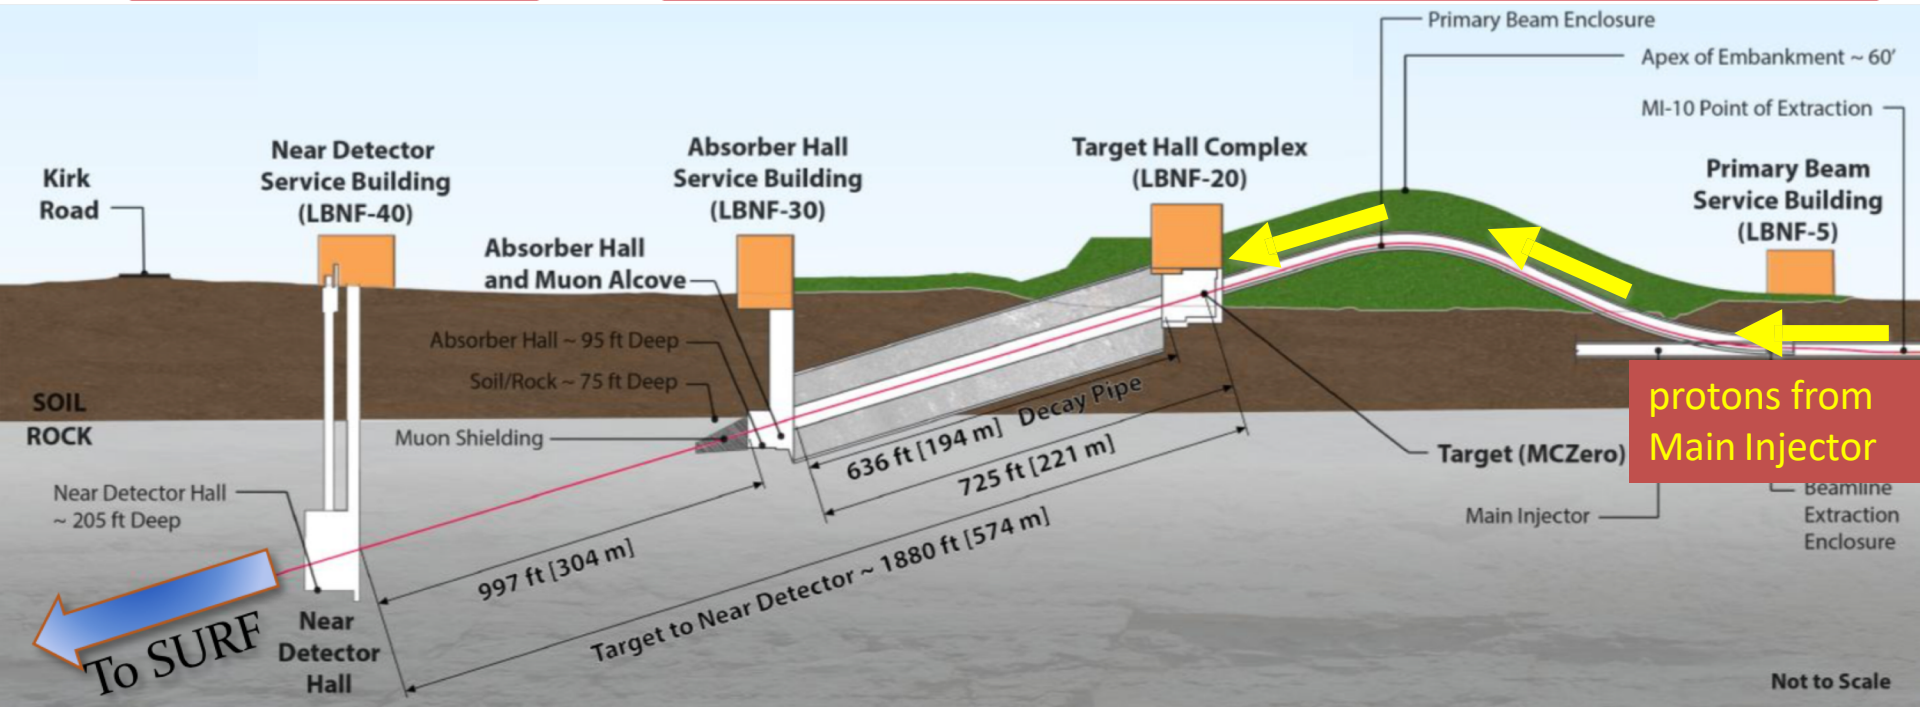 Primary Beam Enclosure
Apex of Embankment ~ 60'
MI-10 Point of Extraction
Kirk
Road
Near Detector
Service Building
(LBNF-40)
Absorber Hall
Service Building
(LBNF-30)
Target Hall Complex
(LBNF-20)
Primary Beam
Service Building
(LBNF-5)
Absorber Hall
and Muon Alcove
Absorber Hall ~ 95 ft Deep
Soil/Rock ~ 75 ft Deep
SOIL
ROCK
Muon Shielding
Near Detector Hall
~ 205 ft Deep
636 ft [194 m] Decay Pipe
725 ft [221 m]
997 ft [304 m]
Target to Near Detector ~ 1880 ft [574 m]
Target (MCZero)
protons from
Main Injector
Main Injector
Beamline
Extraction
Enclosure
To SURF
Near
Detector
Hall
Not to Scale